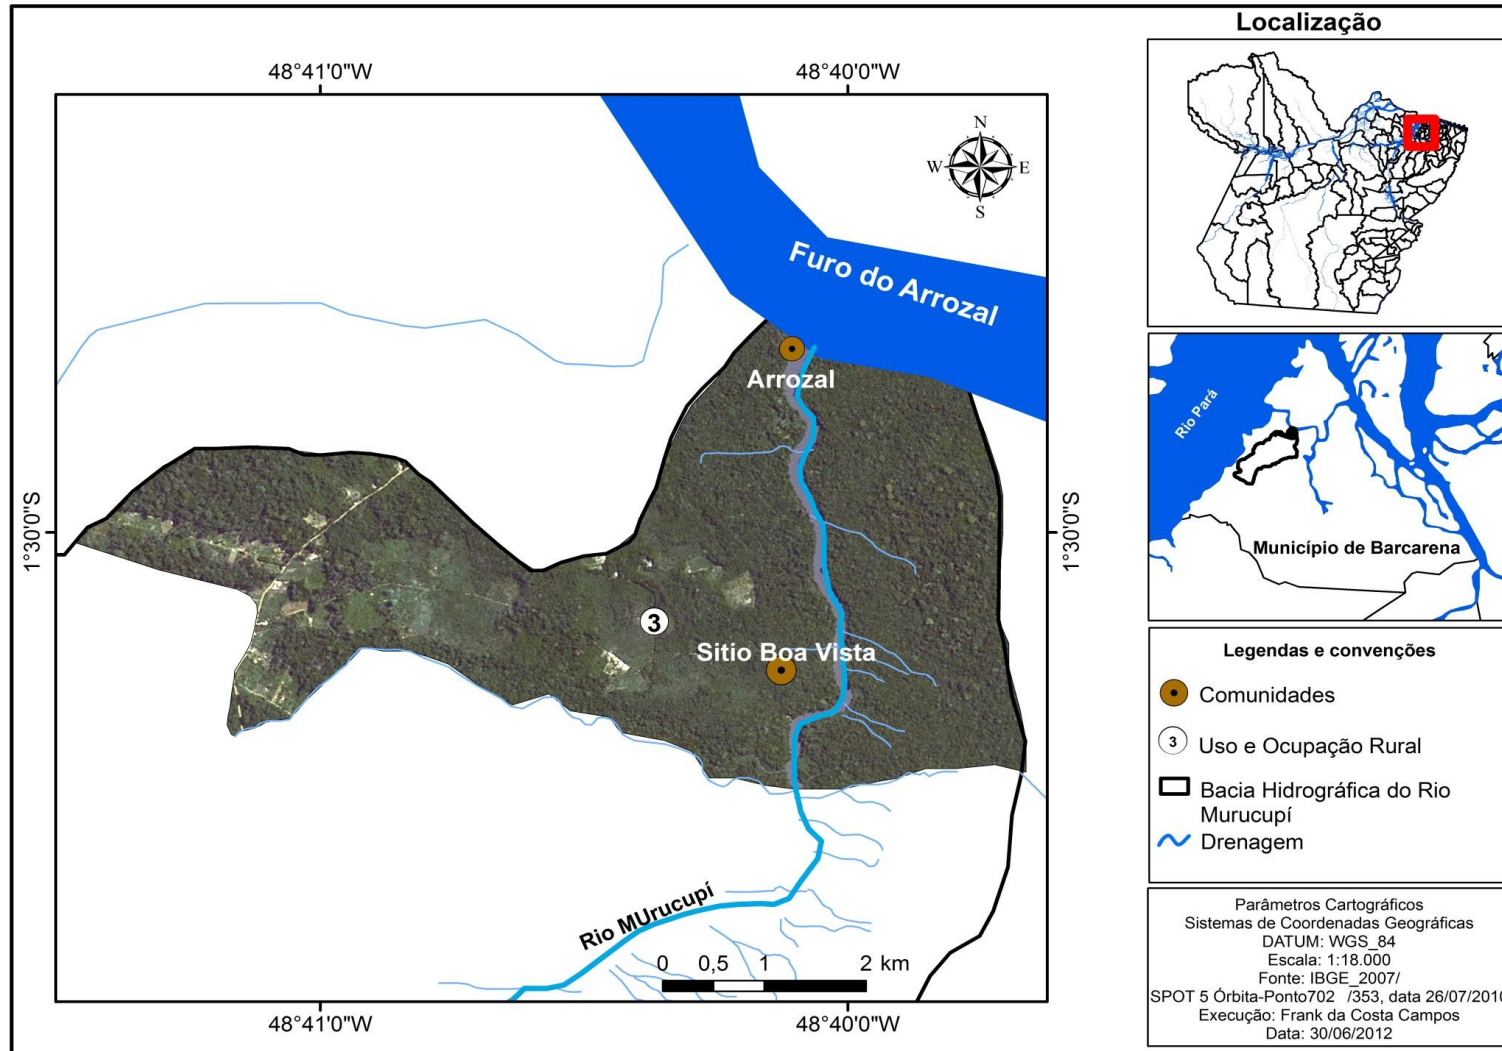 Localização
48°41'0"W
48°40'0"W
N
W
E
S
Furo do Arrozal
Arrozal
1°30'0"S
1°30'0"S
3
Sitio Boa Vista
Rio MUrucupí
0 0,5 1 2 km
48°41'0"W
48°40'0"W
Rio Pará
Município de Barcarena
Legendas e convenções
Comunidades
3 Uso e Ocupação Rural
Bacia Hidrográfica do Rio
Murucupí
Drenagem
Parâmetros Cartográficos
Sistemas de Coordenadas Geográficas
DATUM: WGS_84
Escala: 1:18.000
Fonte: IBGE_2007/
SPOT 5 Órbita-Ponto702 /353, data 26/07/2010
Execução: Frank da Costa Campos
Data: 30/06/2012